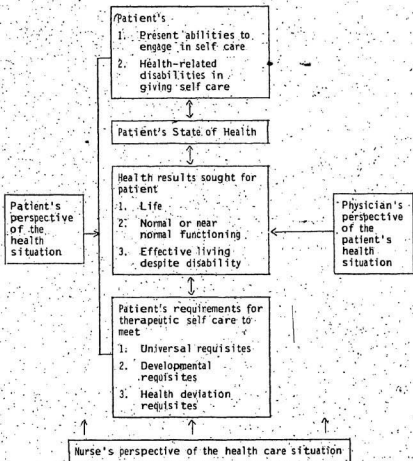 Patient's
1. Present abilities to
engage in self care
2. Health-related
disabilities in
giving self care
Patient's State of Health
Health results sought for
patient
1. Life
2. Normal or near
normal functioning
3. Effective living
despite disability
Patient's
perspective
of the
health
situation
Physician's
perspective
of the
patient's
health
situation
Patient's requirements for
therapeutic self care to
meet
1. Universal requisites
2. Developmental
requisites
3. Health deviation
requisites
Nurse's perspective of the health care situation